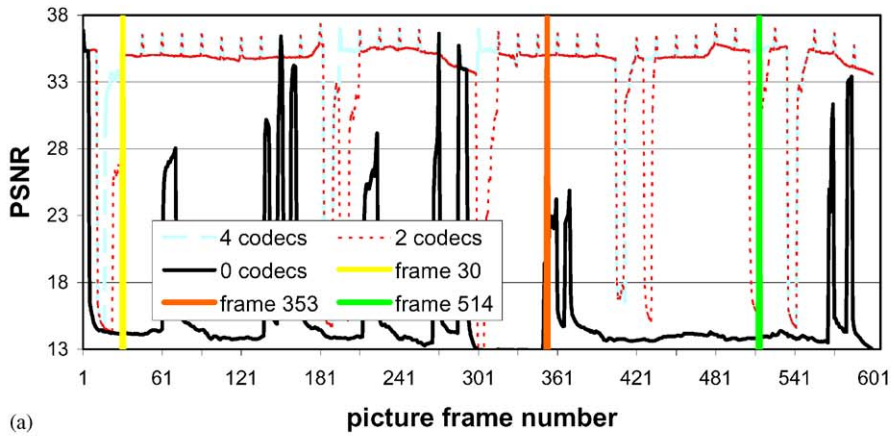 38
33
28
23
18
13
PSNR
4 codecs
2 codecs
0 codecs
frame 30
frame 353
frame 514
1 61 121 181 241 301 361 421 481 541 601
(a) picture frame number